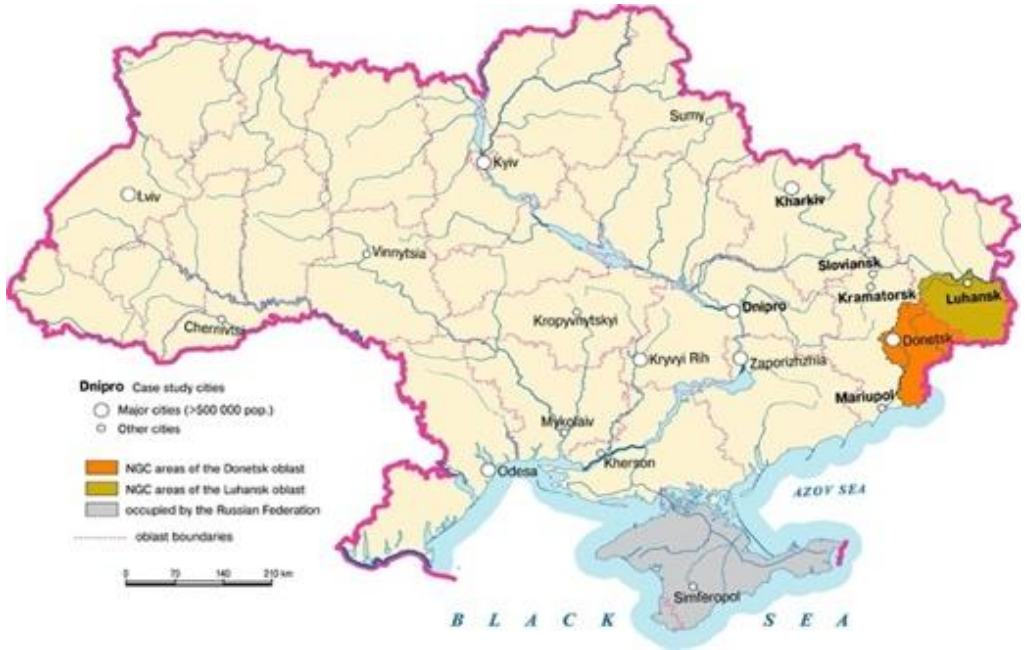 Sumy
Kyiv
Lviv
Kharkiv
Vinnytsia
Sloviansk
Kramatorsk
Luhansk
Chernivtsi
Kropyvnytskyi
Dnipro
Donetsk
Kryvyi Rih
Zaporizhzhia
Mariupol
Mykolaiv
Kherson
Odesa
AZOV SEA
Simferopol
BLACK SEA
Dnipro Case study cities
Major cities (>500 000 pop.)
Other cities
NGC areas of the Donetsk oblast
NGC areas of the Luhansk oblast
occupied by the Russian Federation
oblast boundaries
0 70 140 210 km